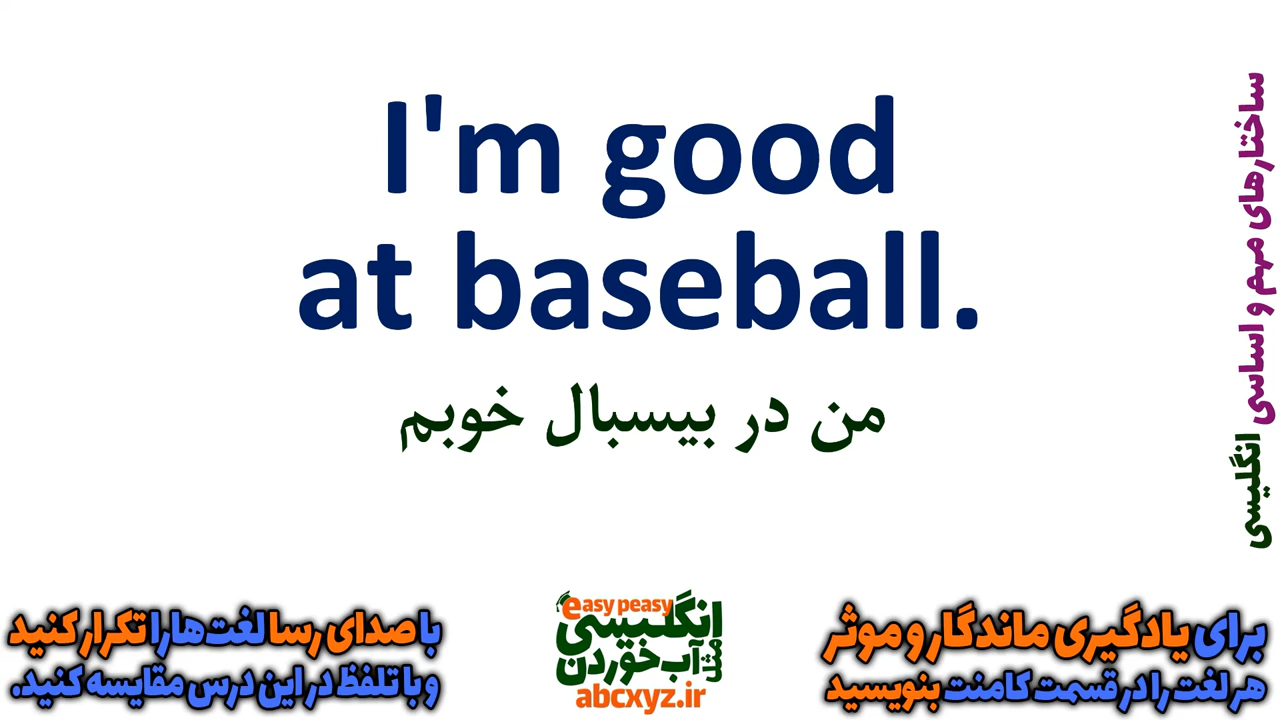 I'm good
at baseball.
من در بیسبال خوبم
ساختارهای مهم و اساسی انگلیسی
برای یادگیری ماندگار و موثر
هر لغت را در قسمت کامنت بنویسید
easy peasy
انگلیسی
مثل آب خوردن
abcxyz.ir
با صدای رسا لغت‌ها را تکرار کنید
و با تلفظ در این درس مقایسه کنید.